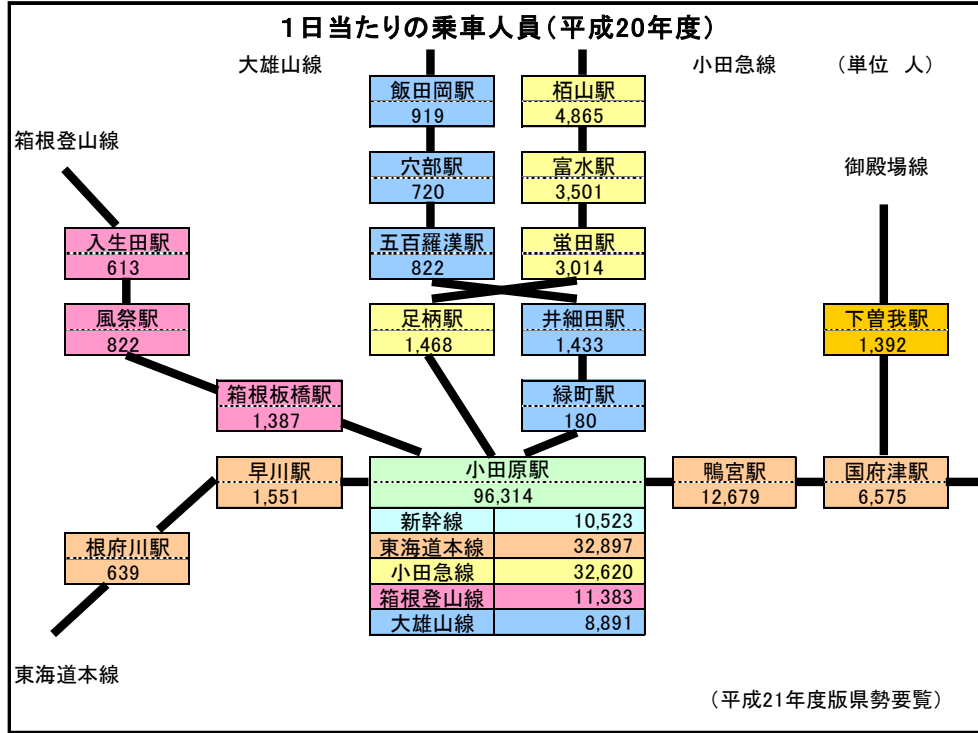 1日当たりの乗車人員(平成20年度)
大雄山線
小田急線
(単位 人)
飯田岡駅
919
栢山駅
4,865
箱根登山線
穴部駅
720
富水駅
3,501
御殿場線
入生田駅
613
五百羅漢駅
822
蛍田駅
3,014
風祭駅
822
足柄駅
1,468
井細田駅
1,433
下曽我駅
1,392
箱根板橋駅
1,387
緑町駅
180
早川駅
1,551
小田原駅
96,314
鴨宮駅
12,679
国府津駅
6,575
新幹線 10,523
東海道本線 32,897
小田急線 32,620
箱根登山線 11,383
大雄山線 8,891
根府川駅
639
東海道本線
(平成21年度版県勢要覧)